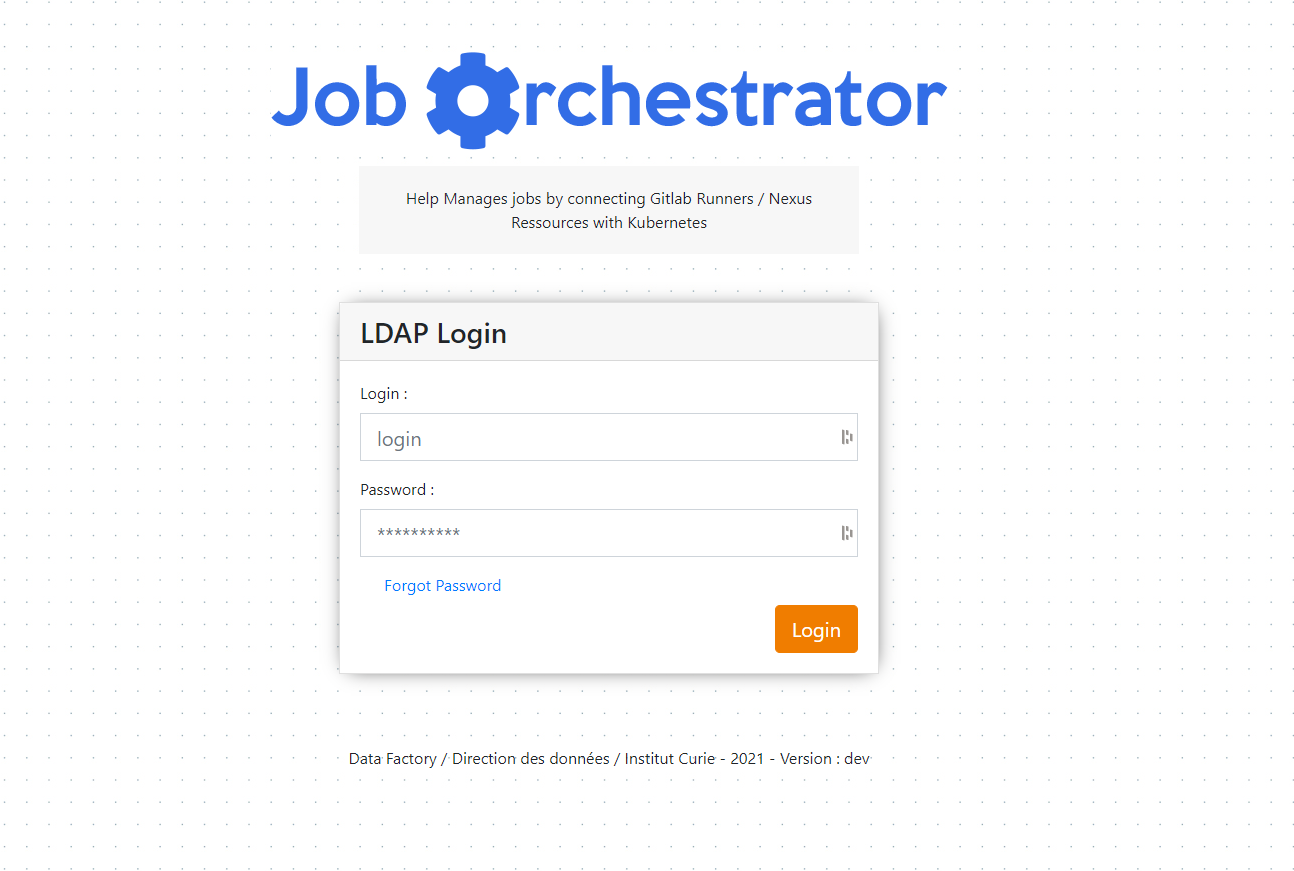 Job Orchestrator
Help Manages jobs by connecting Gitlab Runners / Nexus
Ressources with Kubernetes
LDAP Login
Login :
login
Password :
**********
Forgot Password
Login
Data Factory / Direction des données / Institut Curie - 2021 - Version : dev